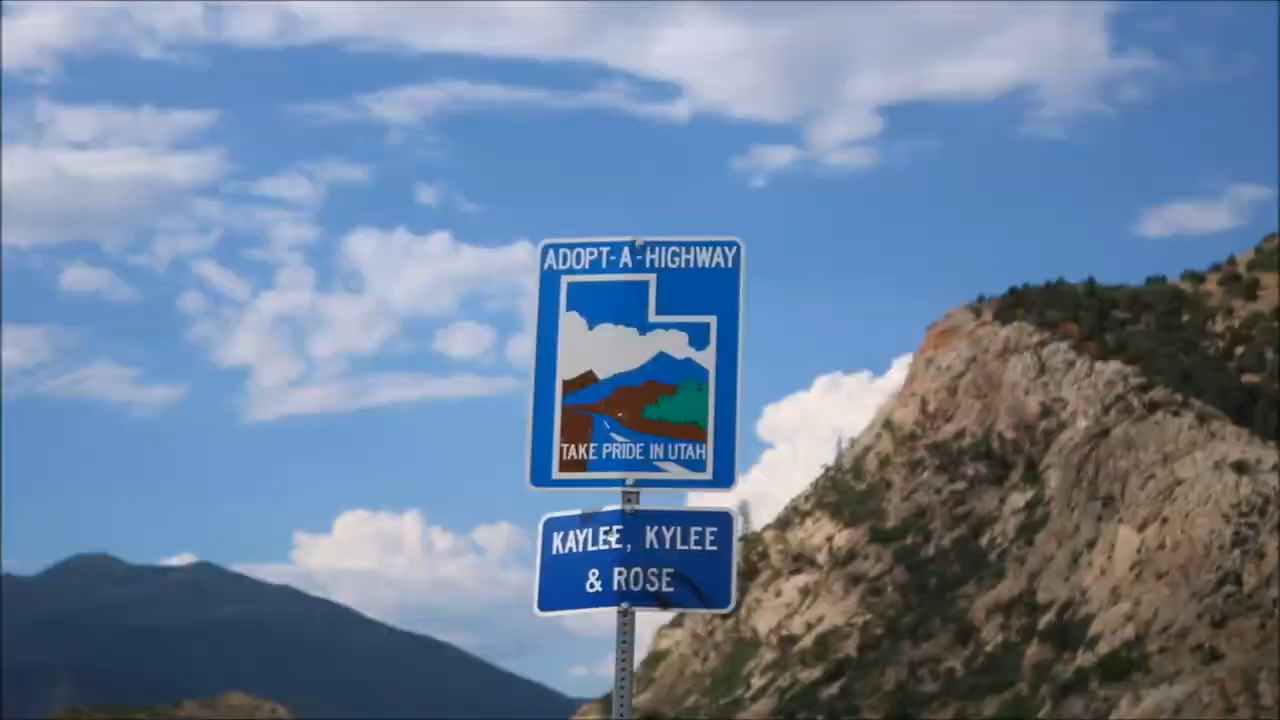 ADOPT-A-HIGHWAY
TAKE PRIDE IN UTAH
KAYLEE, KYLEE
& ROSE